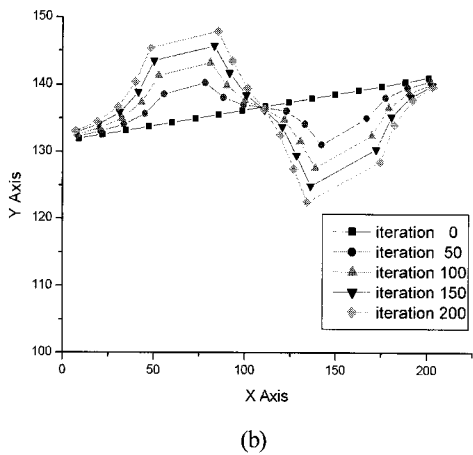 150
140
130
120
110
100
Y Axis
iteration 0
iteration 50
iteration 100
iteration 150
iteration 200
0 50 100 150 200
X Axis
(b)